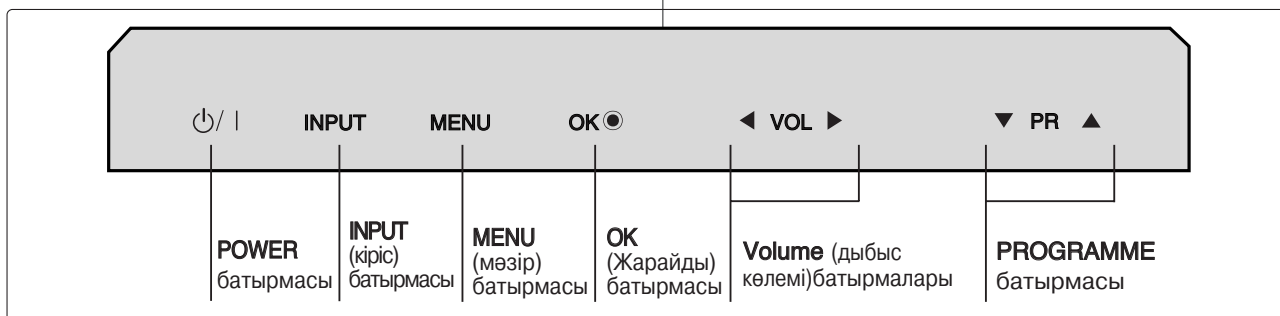 ⏻/ I INPUT MENU OK◉ ◀ VOL ▶ ▼ PR ▲
POWER
батырмасы
INPUT
(кіріс)
батырмасы
MENU
(мәзір)
батырмасы
OK
(Жарайды)
батырмасы
Volume (дыбыс
көлемі)батырмалары
PROGRAMME
батырмасы